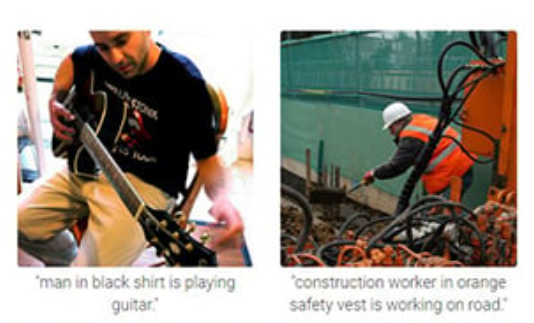 "man in black shirt is playing
guitar."
"construction worker in orange
safety vest is working on road."